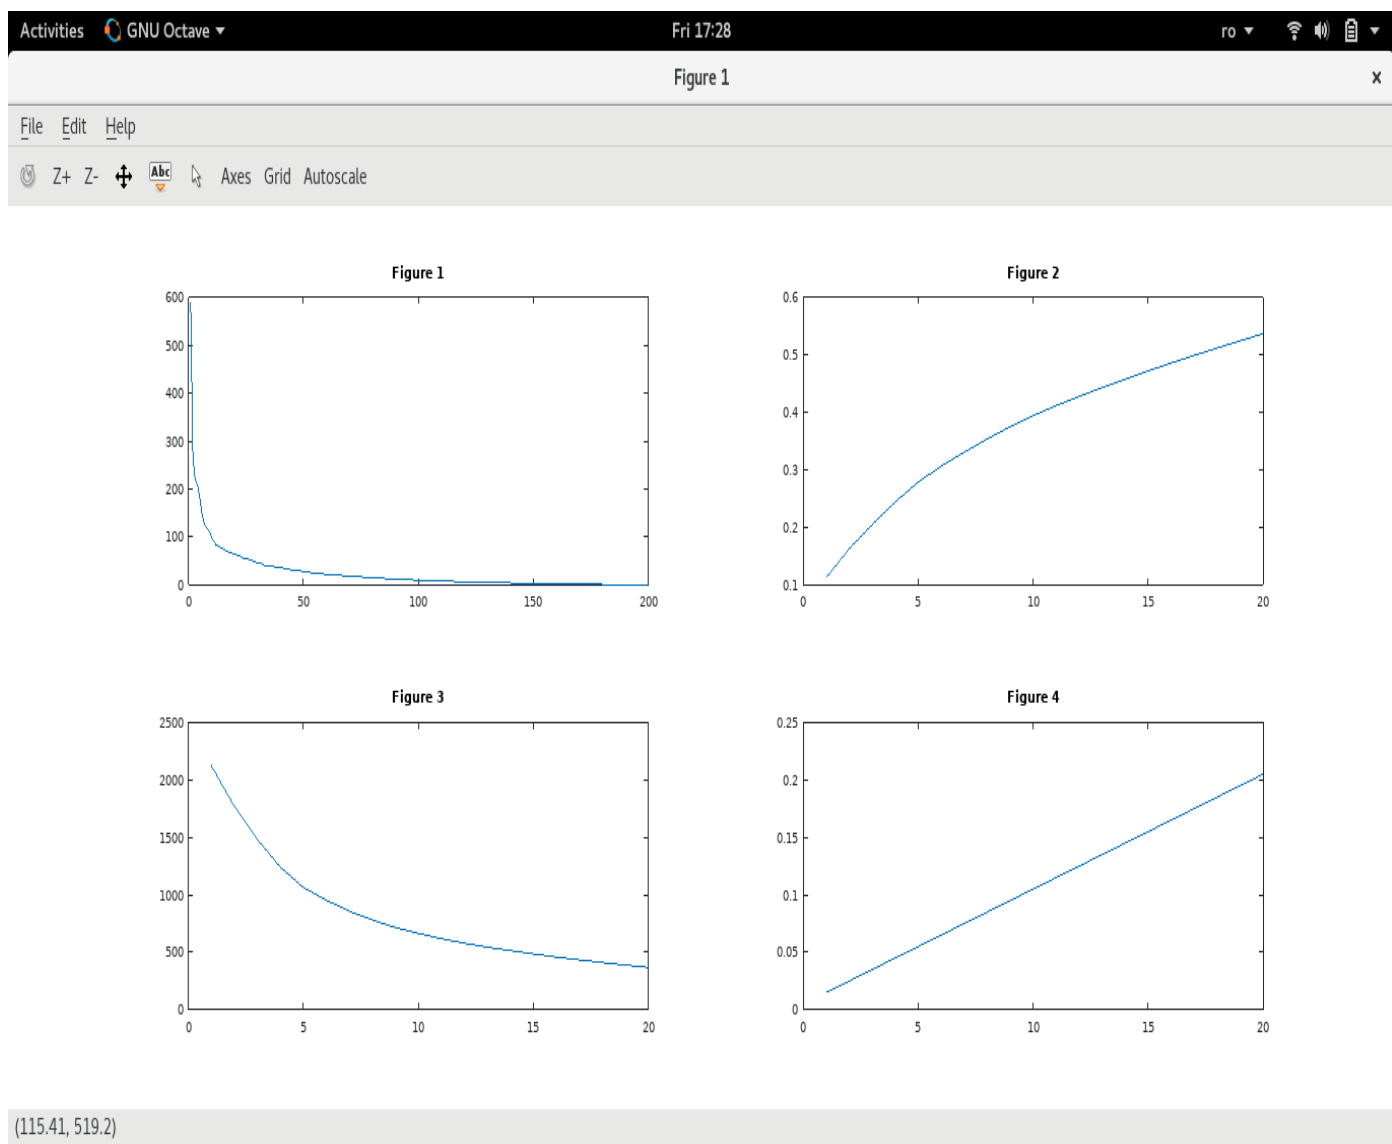 Activities GNU Octave Fri 17:28 ro
Figure 1 x
File Edit Help
Z+ Z- Abc Axes Grid Autoscale
Figure 1
600
500
400
300
200
100
0
0 50 100 150 200
Figure 2
0.6
0.5
0.4
0.3
0.2
0.1
0 5 10 15 20
Figure 3
2500
2000
1500
1000
500
0
0 5 10 15 20
Figure 4
0.25
0.2
0.15
0.1
0.05
0
0 5 10 15 20
(115.41, 519.2)